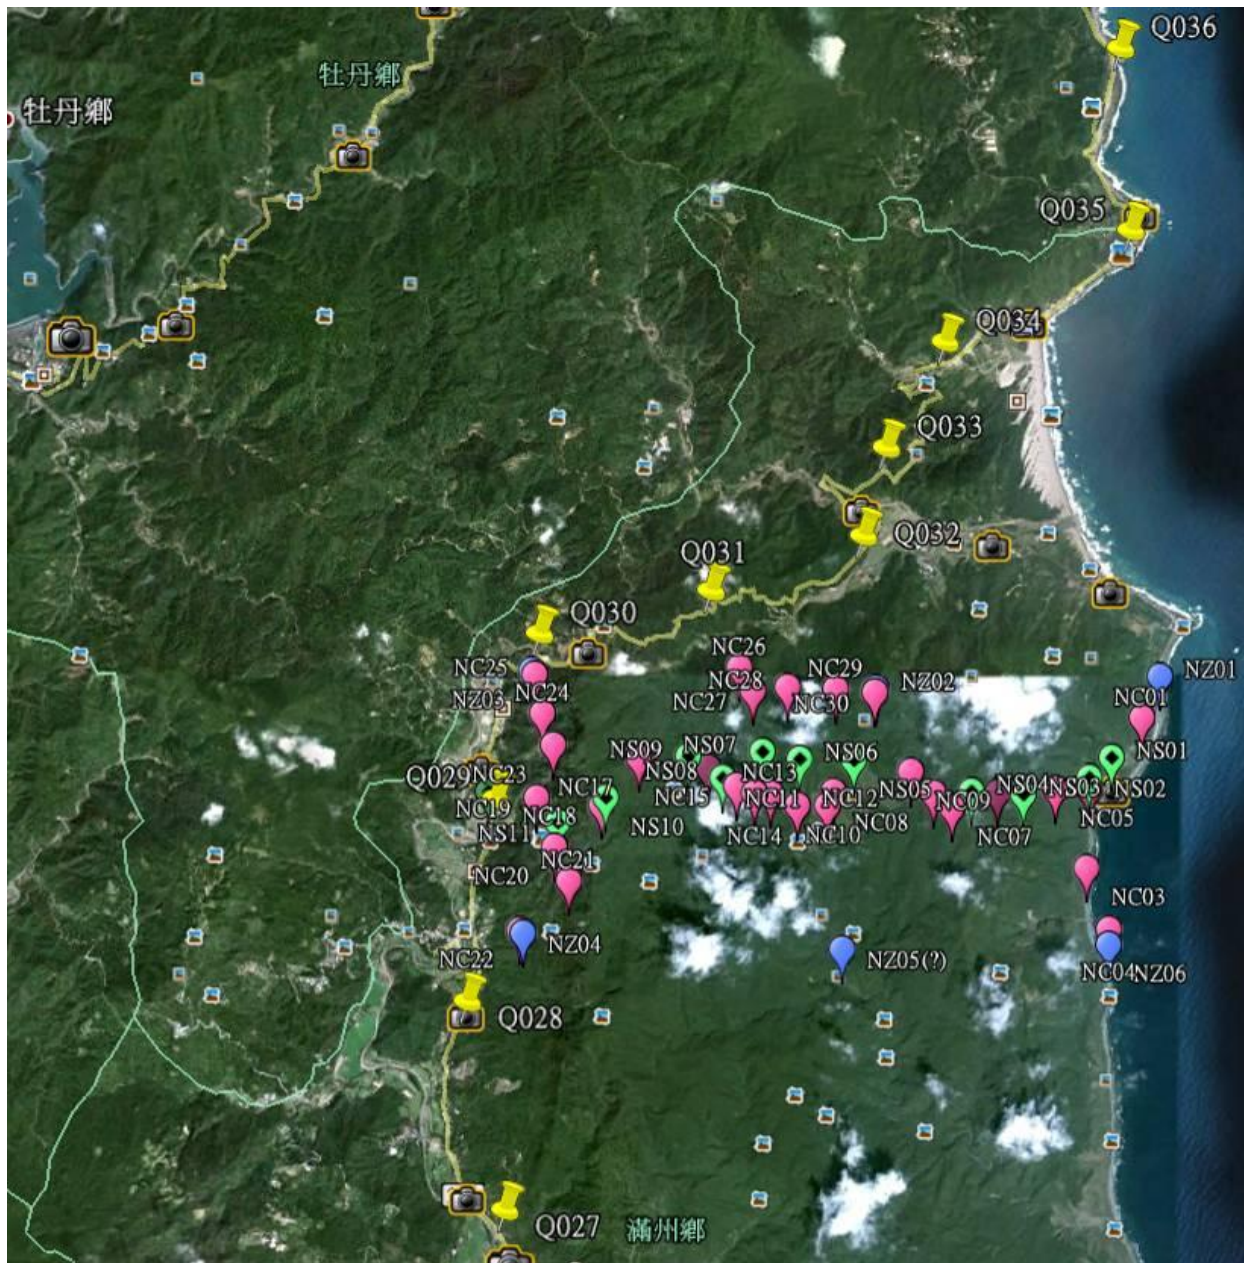 Q036
牡丹鄉
牡丹鄉
Q035
Q034
Q033
Q032
Q031
Q030
NC26
NC25
NC28
NC29
NZ02
NZ01
NZ03
NC24
NC27
NC30
NC01
NS09
NS07
NS06
NS01
Q029
NC23
NS08
NC13
NC17
NC15
NC11
NC12
NS05
NS04
NS03
NS02
NC19
NC18
NC09
NS11
NS10
NC14
NC10
NC08
NC07
NC05
NC21
NC20
NC03
NZ04
NC22
NZ05(?)
NC04
NZ06
Q028
Q027
滿州鄉